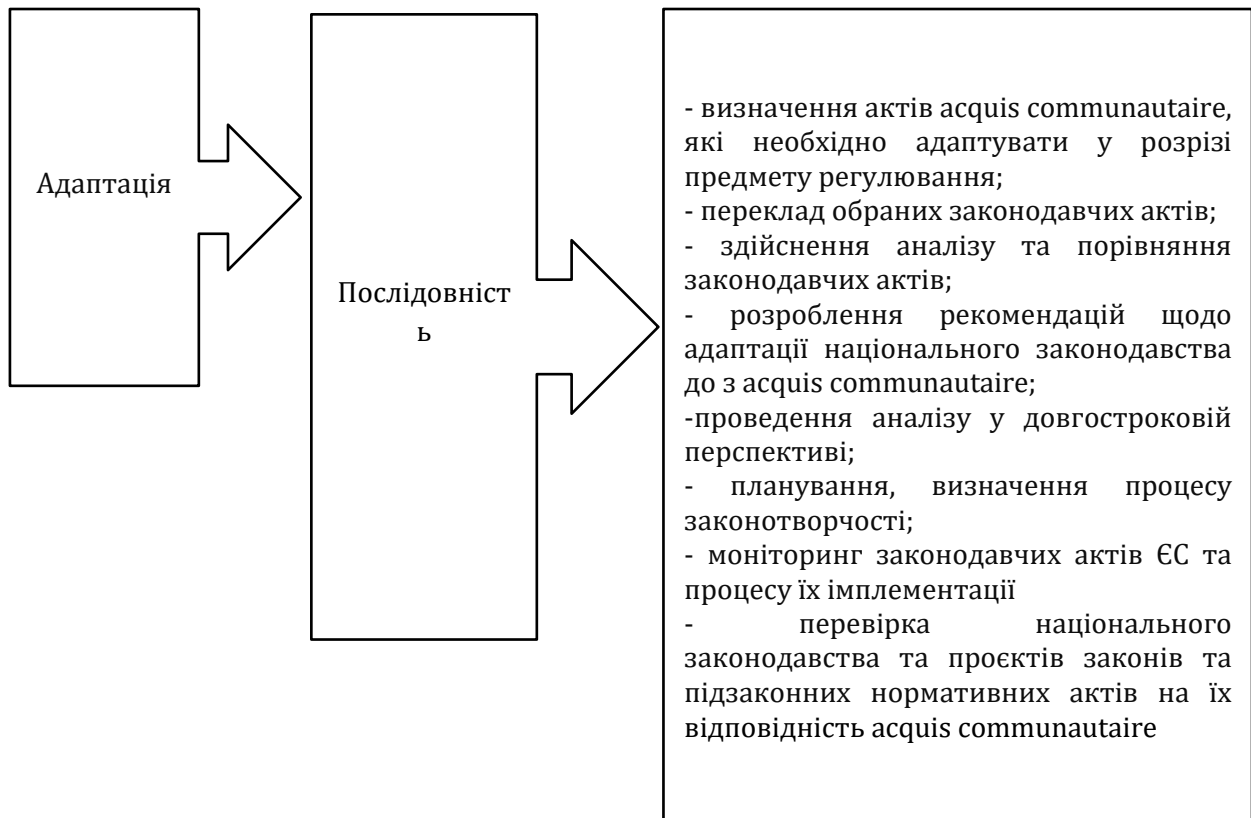 Адаптація
Послідовніст
ь
- визначення актів acquis communautaire,
які необхідно адаптувати у розрізі
предмету регулювання;
- переклад обраних законодавчих актів;
- здійснення аналізу та порівняння
законодавчих актів;
- розроблення рекомендацій щодо
адаптації національного законодавства
до з acquis communautaire;
-проведення аналізу у довгостроковій
перспективі;
- планування, визначення процесу
законотворчості;
- моніторинг законодавчих актів ЄС та
процесу їх імплементації
- перевірка національного
законодавства та проєктів законів та
підзаконних нормативних актів на їх
відповідність acquis communautaire